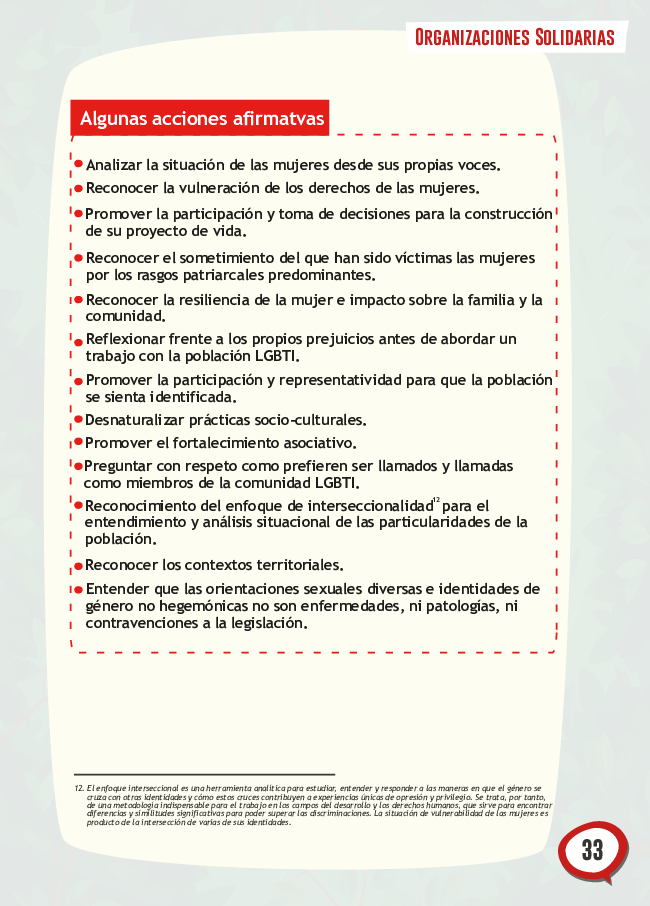 Organizaciones Solidarias
Algunas acciones afirmatvas
Analizar la situación de las mujeres desde sus propias voces.
Reconocer la vulneración de los derechos de las mujeres.
Promover la participación y toma de decisiones para la construcción
de su proyecto de vida.
Reconocer el sometimiento del que han sido víctimas las mujeres
por los rasgos patriarcales predominantes.
Reconocer la resiliencia de la mujer e impacto sobre la familia y la
comunidad.
Reflexionar frente a los propios prejuicios antes de abordar un
trabajo con la población LGBTI.
Promover la participación y representatividad para que la población
se sienta identificada.
Desnaturalizar prácticas socio-culturales.
Promover el fortalecimiento asociativo.
Preguntar con respeto como prefieren ser llamados y llamadas
como miembros de la comunidad LGBTI.
Reconocimiento del enfoque de interseccionalidad12 para el
entendimiento y análisis situacional de las particularidades de la
población.
Reconocer los contextos territoriales.
Entender que las orientaciones sexuales diversas e identidades de
género no hegemónicas no son enfermedades, ni patologías, ni
contravenciones a la legislación.
12. El enfoque interseccional es una herramienta analítica para estudiar, entender y responder a las maneras en que el género se
cruza con otras identidades y cómo estos cruces contribuyen a experiencias únicas de opresión y privilegio. Se trata, por tanto,
de una metodología indispensable para el trabajo en los campos del desarrollo y los derechos humanos, que sirve para encontrar
diferencias y similitudes significativas para poder superar las discriminaciones. La situación de vulnerabilidad de las mujeres es
producto de la intersección de varias de sus identidades.
33